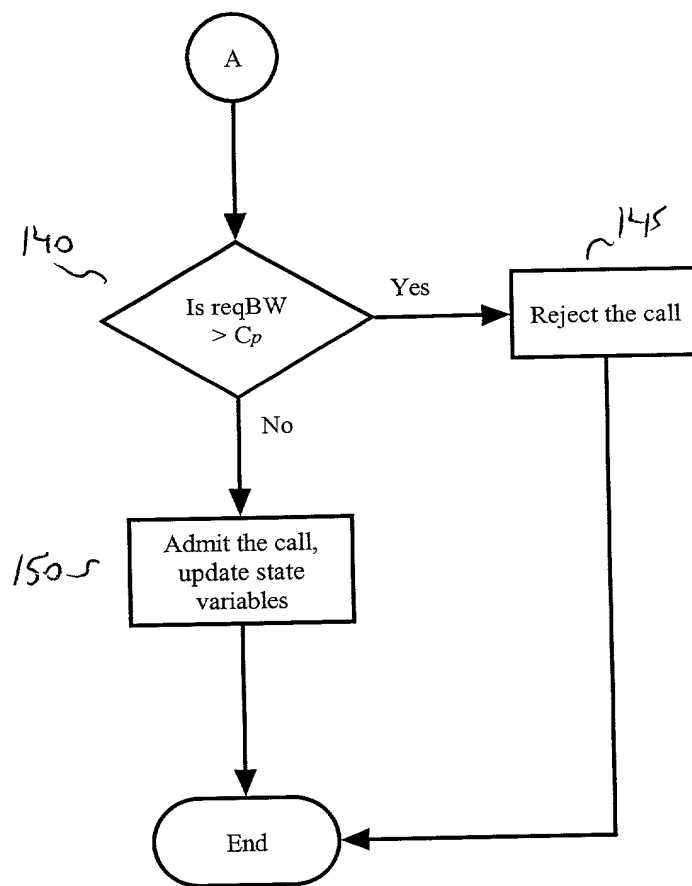 A
140
145
Is reqBW
> Cp
Yes
Reject the call
No
150
Admit the call,
update state
variables
End